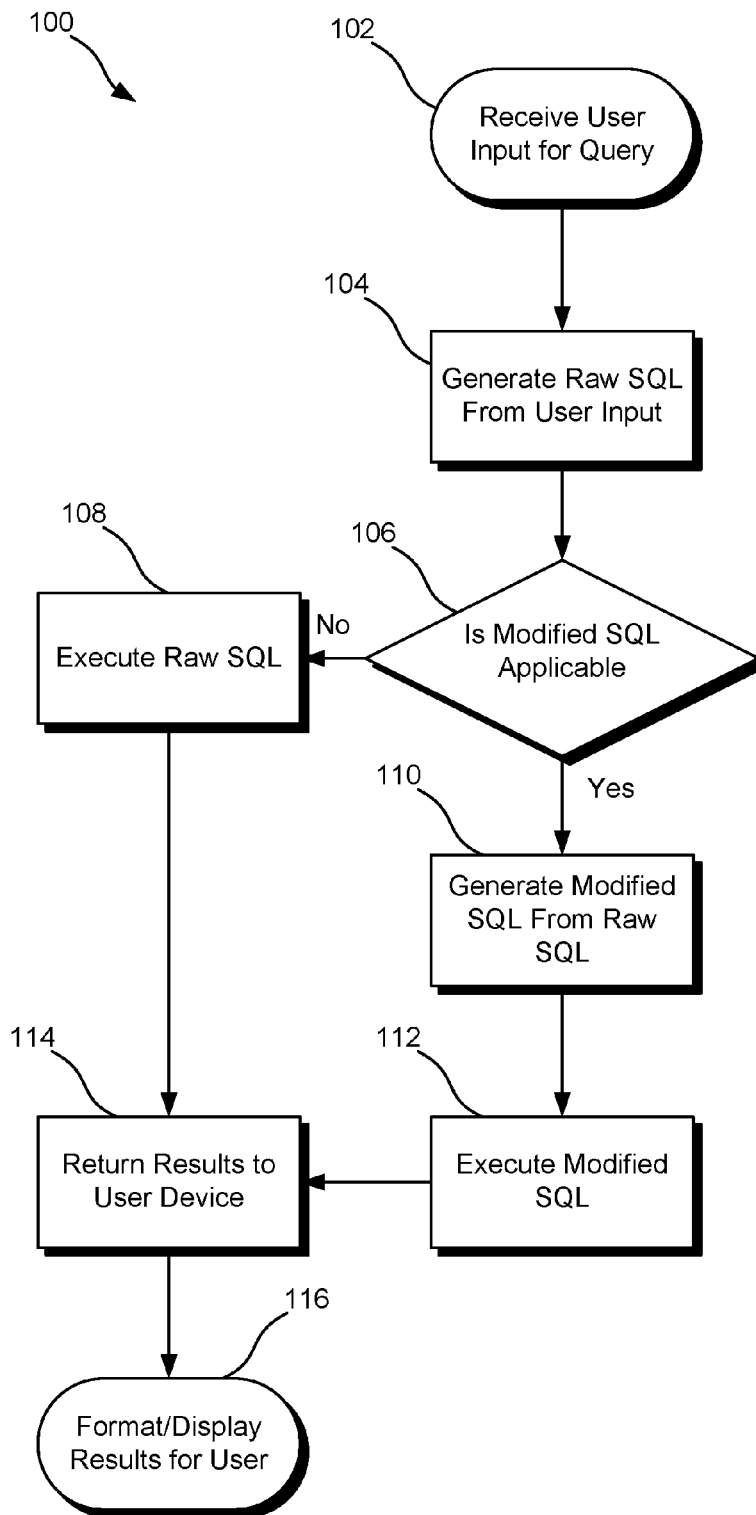 100
102
Receive User
Input for Query
104
Generate Raw SQL
From User Input
108
106
Execute Raw SQL
No
Is Modified SQL
Applicable
110
Yes
Generate Modified
SQL From Raw
SQL
114
112
Return Results to
User Device
Execute Modified
SQL
116
Format/Display
Results for User